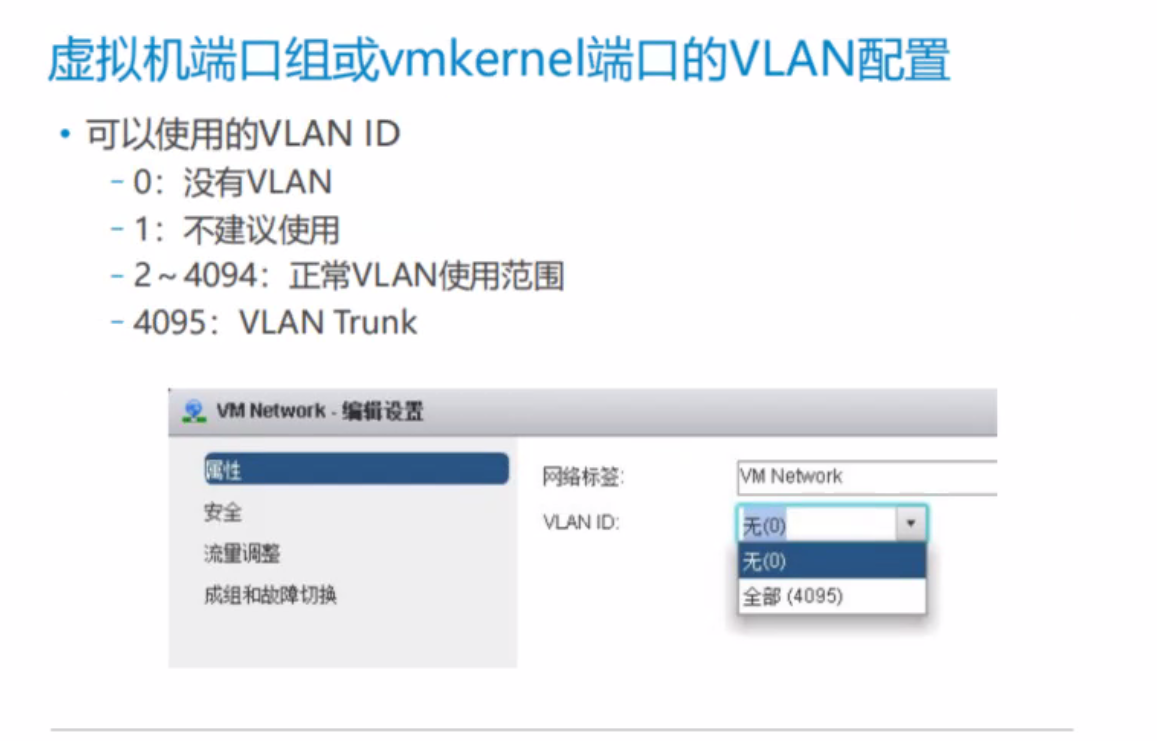 虚拟机端口组或vmkernel端口的VLAN配置
• 可以使用的VLAN ID
– 0：没有VLAN
– 1：不建议使用
– 2～4094：正常VLAN使用范围
– 4095：VLAN Trunk
VM Network - 编辑设置
属性
安全
流量调整
成组和故障切换
网络标签: VM Network
VLAN ID: 无(0)
无(0)
全部 (4095)